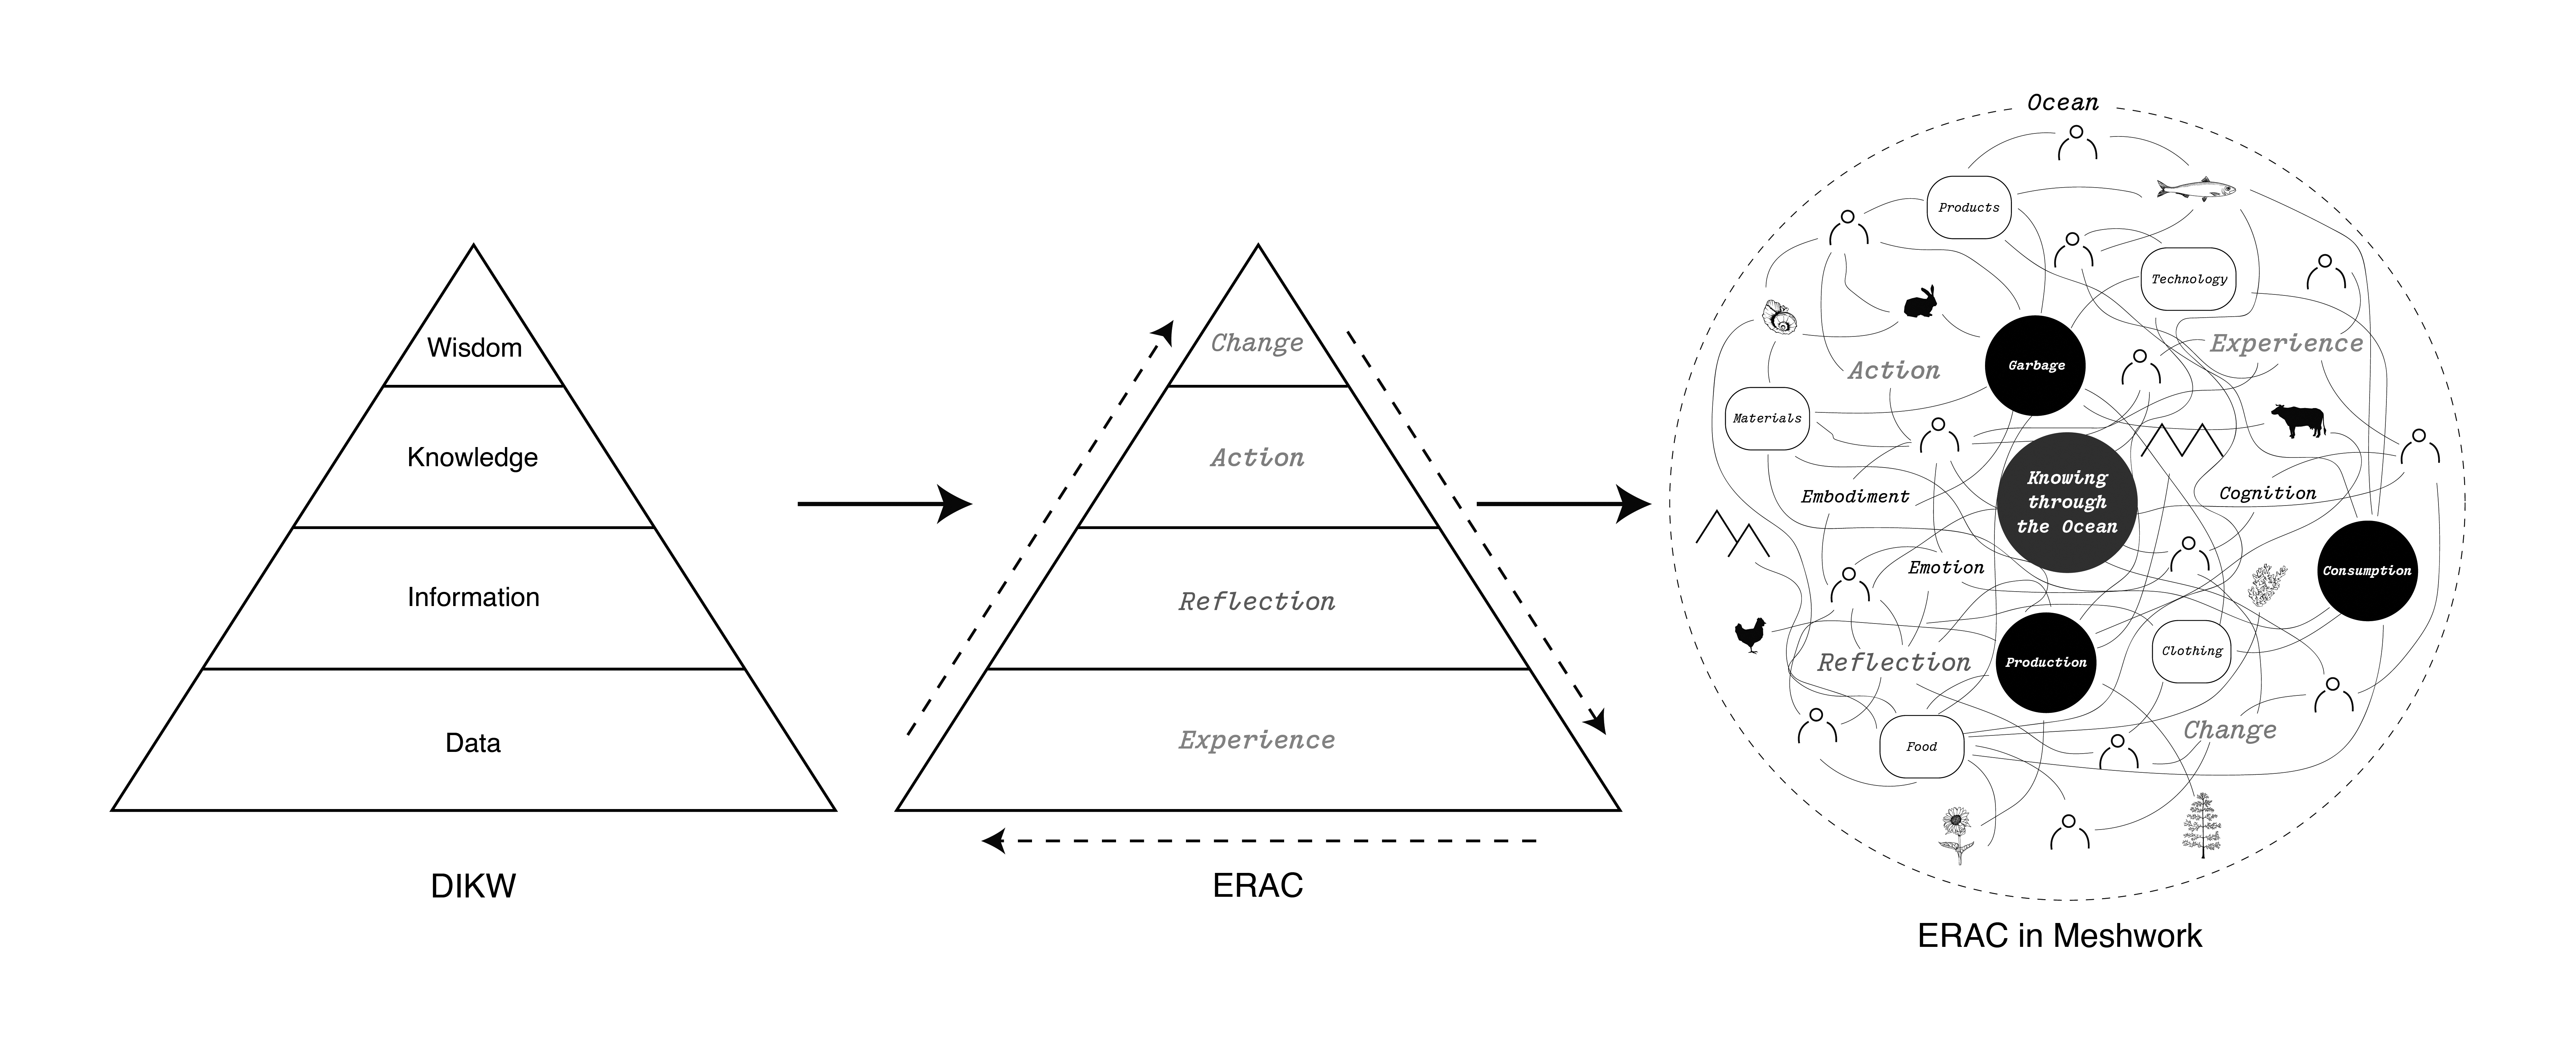 Wisdom
Knowledge
Information
Data
DIKW
Change
Action
Reflection
Experience
ERAC
Ocean
Products
Technology
Experience
Garbage
Action
Materials
Knowing
through
the Ocean
Embodiment
Cognition
Emotion
Consumption
Reflection
Production
Clothing
Change
Food
ERAC in Meshwork